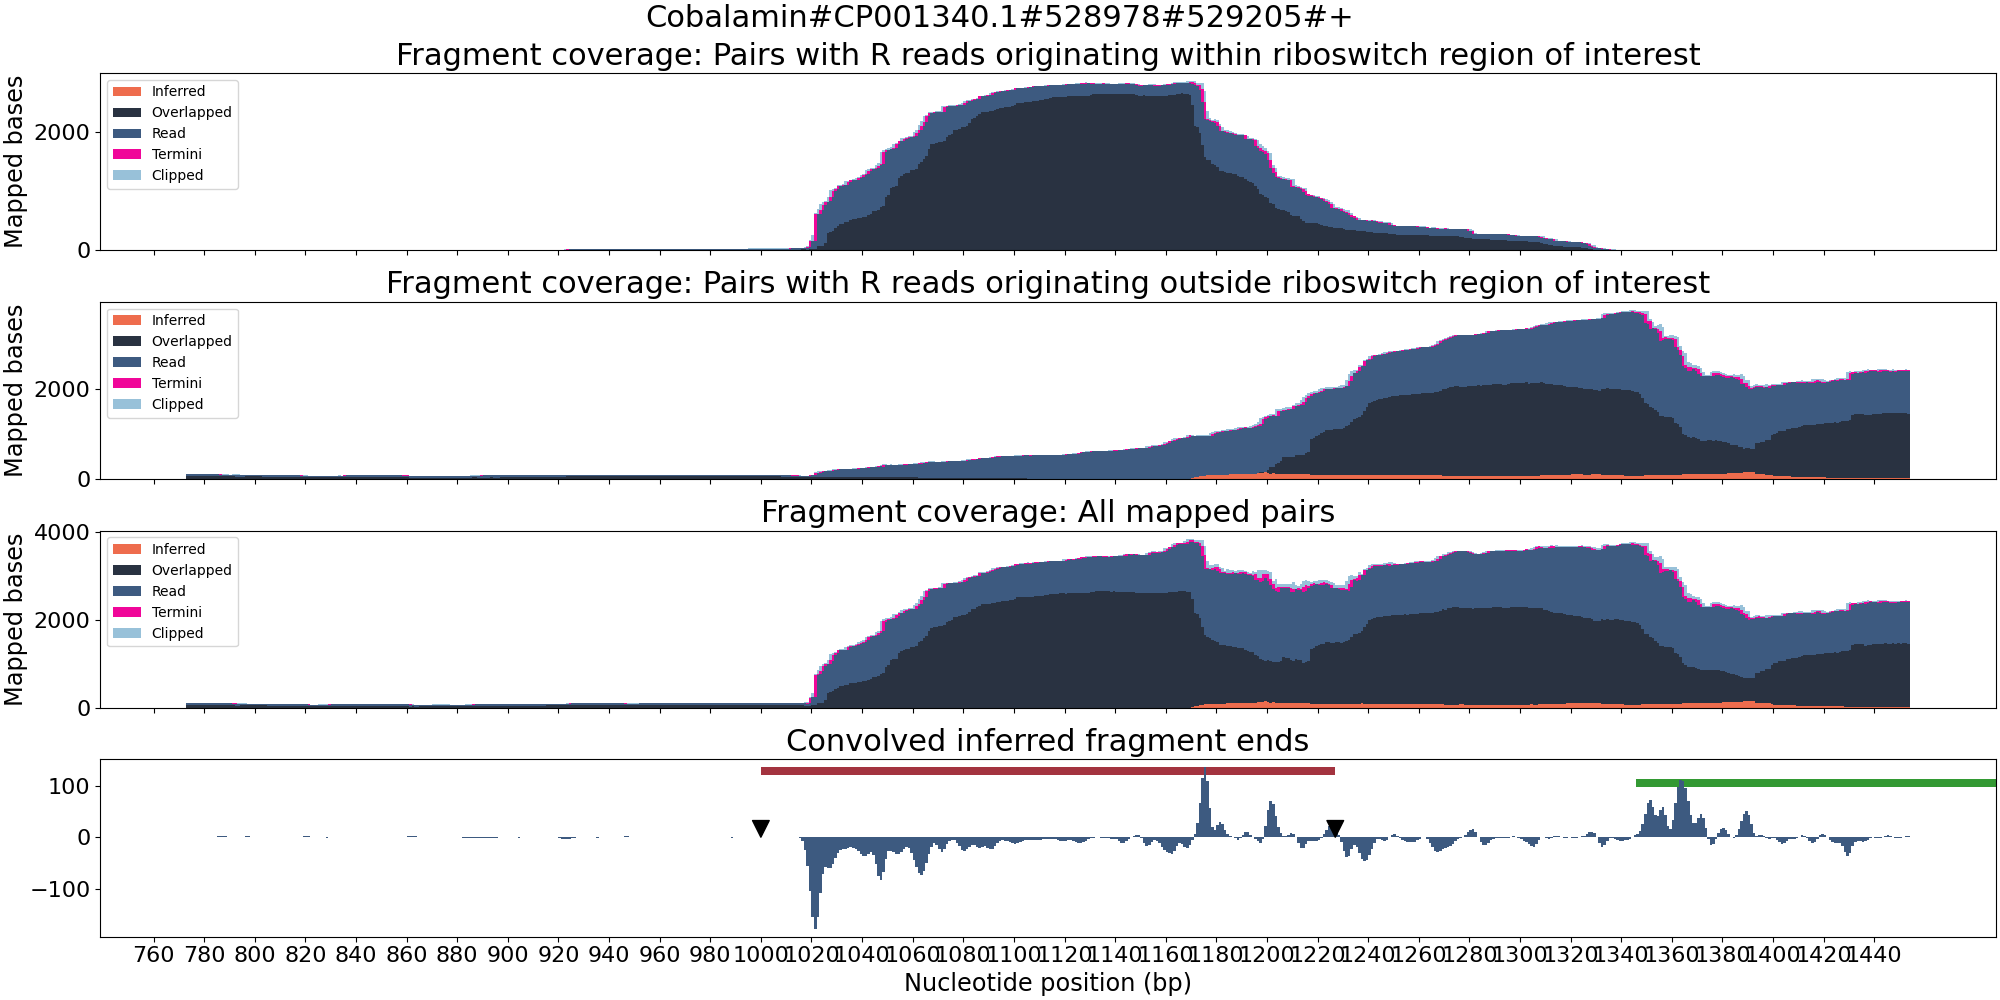 Cobalamin#CP001340.1#528978#529205#+
Fragment coverage: Pairs with R reads originating within riboswitch region of interest
Mapped bases
2000
0
Inferred
Overlapped
Read
Termini
Clipped
Fragment coverage: Pairs with R reads originating outside riboswitch region of interest
Mapped bases
2000
0
Inferred
Overlapped
Read
Termini
Clipped
Fragment coverage: All mapped pairs
Mapped bases
4000
2000
0
Inferred
Overlapped
Read
Termini
Clipped
Convolved inferred fragment ends
100
0
−100
760 780 800 820 840 860 880 900 920 940 960 980 1000 1020 1040 1060 1080 1100 1120 1140 1160 1180 1200 1220 1240 1260 1280 1300 1320 1340 1360 1380 1400 1420 1440
Nucleotide position (bp)